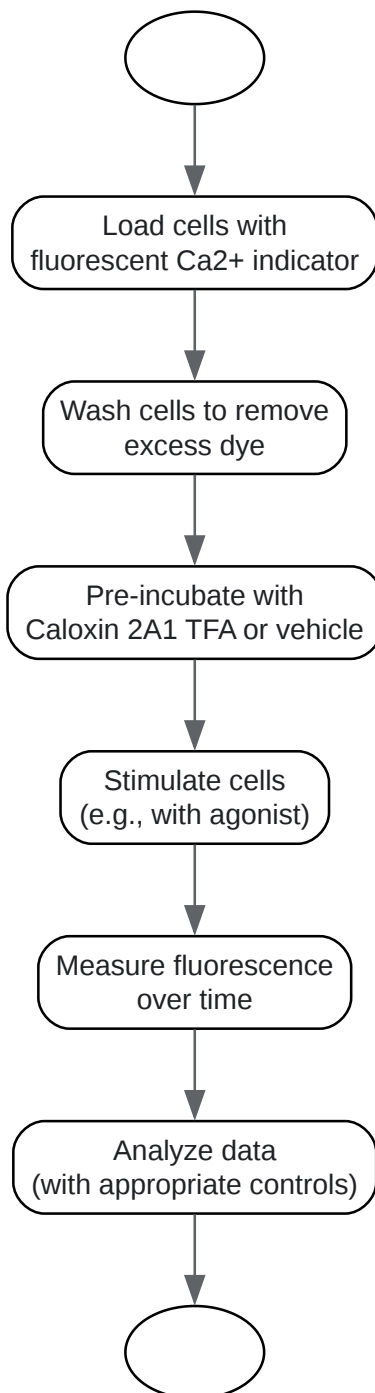 Load cells with
fluorescent Ca2+ indicator
Wash cells to remove
excess dye
Pre-incubate with
Caloxin 2A1 TFA or vehicle
Stimulate cells
(e.g., with agonist)
Measure fluorescence
over time
Analyze data
(with appropriate controls)